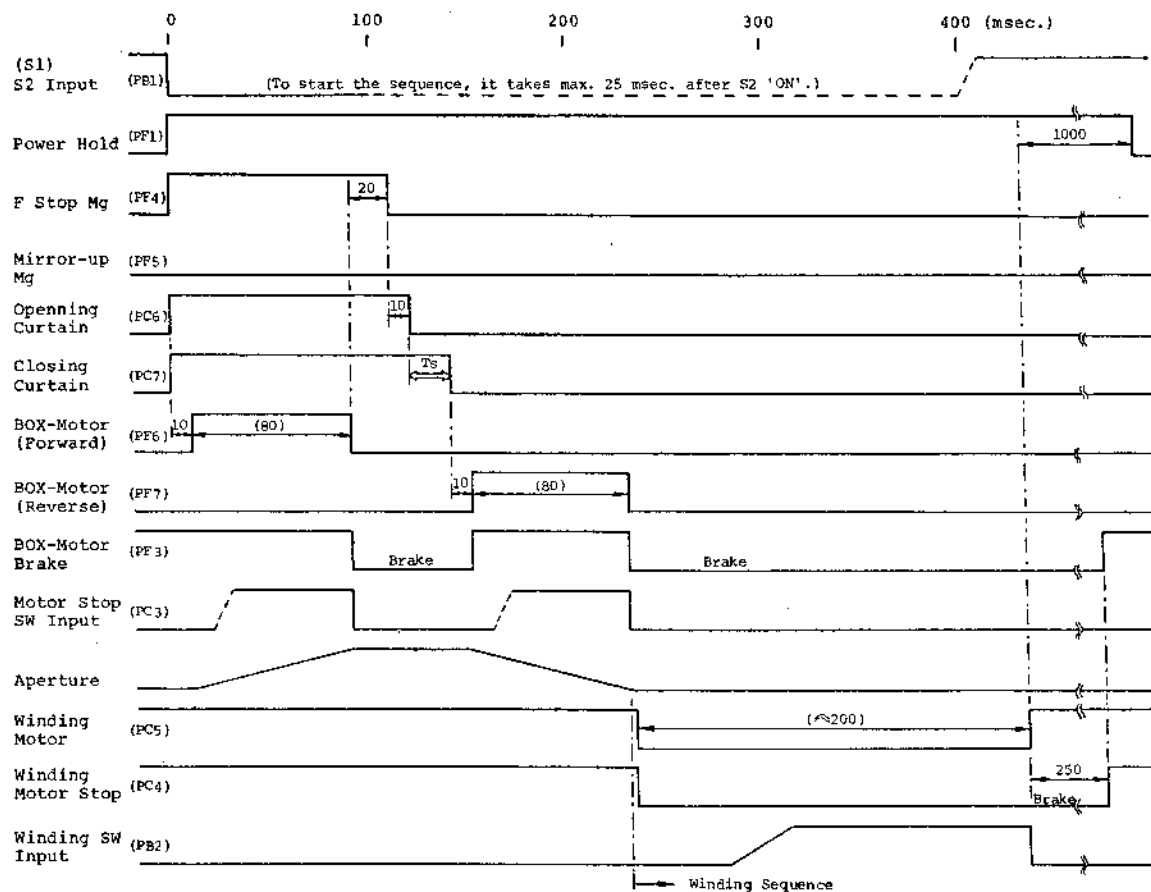 0 100 200 300 400 (msec.)
(S1)
S2 Input (PB1) (To start the sequence, it takes max. 25 msec. after S2 'ON'.)
Power Hold (PF1) 1000
F Stop Mg (PF4) 20
Mirror-up (PF5)
Mg
Openning (PC6) 10
Curtain
Closing (PC7) Ts
Curtain
BOX-Motor (PF6) 10 (80)
(Forward)
BOX-Motor (PF7) 10 (80)
(Reverse)
BOX-Motor (PF3) Brake Brake
Brake
Motor Stop (PC3)
SW Input
Aperture
Winding (PC5) (≈200)
Motor
Winding (PC4) 250
Motor Stop Brake
Winding SW (PB2)
Input
Winding Sequence